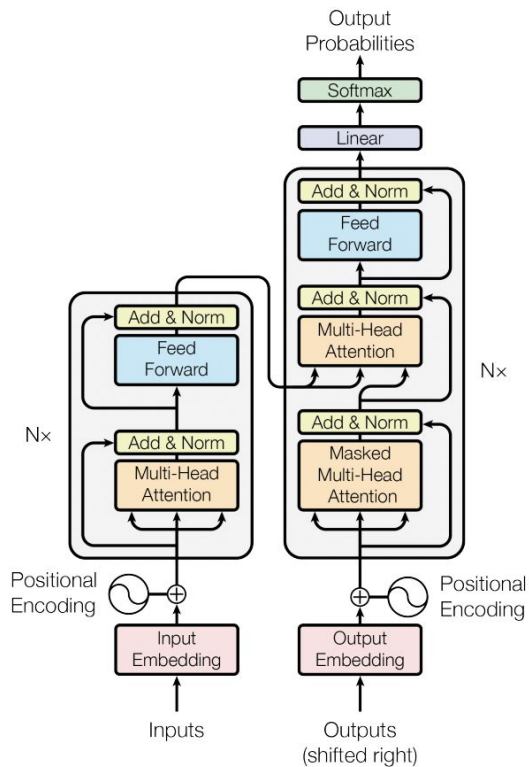 Output
Probabilities
Softmax
Linear
Add & Norm
Feed
Forward
Add & Norm
Multi-Head
Attention
Nx
Add & Norm
Masked
Multi-Head
Attention
Positional
Encoding
Output
Embedding
Outputs
(shifted right)
Add & Norm
Feed
Forward
Nx
Add & Norm
Multi-Head
Attention
Positional
Encoding
Input
Embedding
Inputs